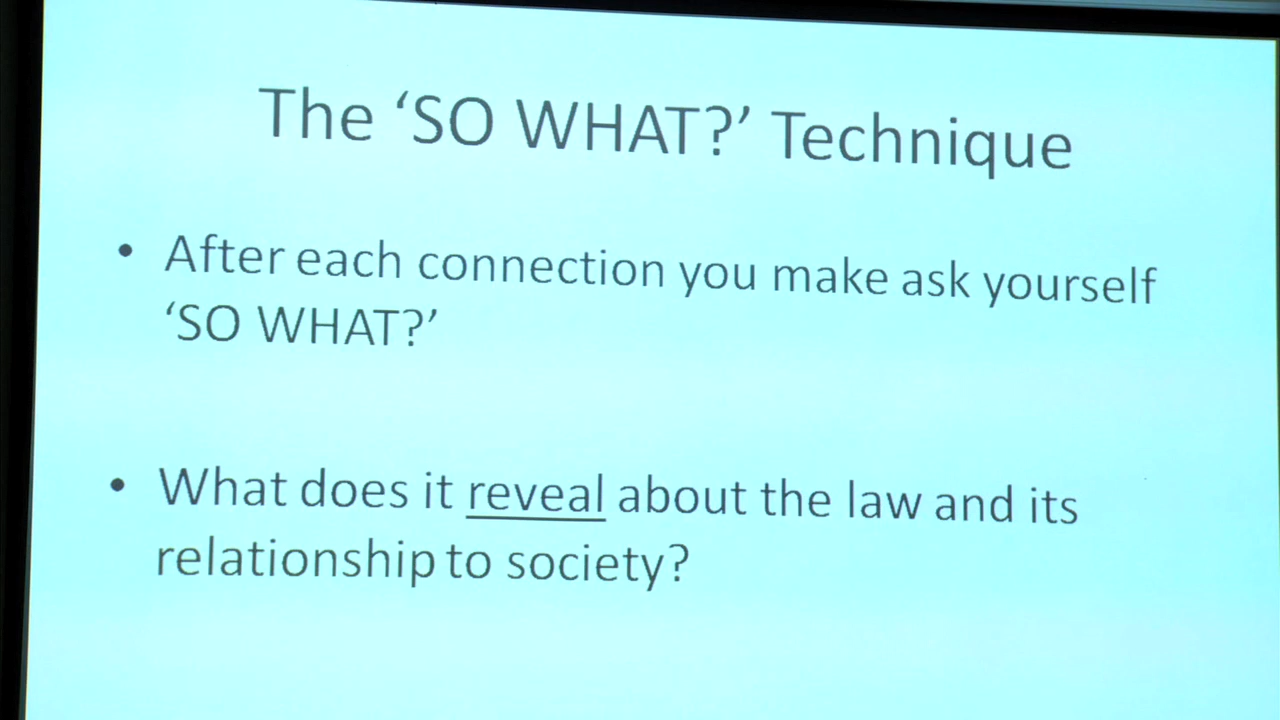 The ‘SO WHAT?’ Technique
• After each connection you make ask yourself
‘SO WHAT?’
• What does it reveal about the law and its
relationship to society?